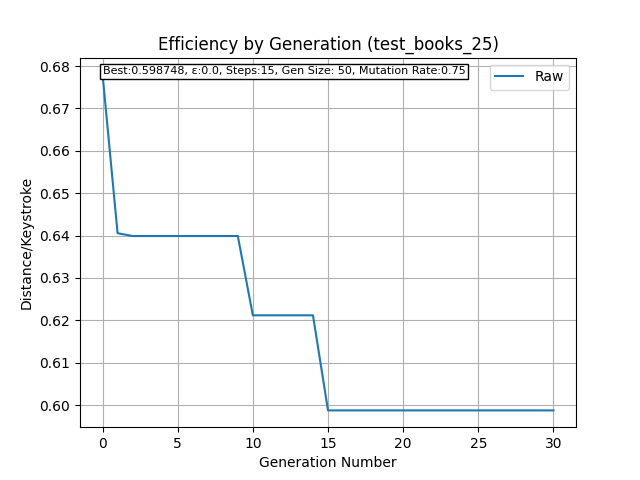 Efficiency by Generation (test_books_25)
Best:0.598748, ε:0.0, Steps:15, Gen Size: 50, Mutation Rate:0.75
Raw
Distance/Keystroke
0.68
0.67
0.66
0.65
0.64
0.63
0.62
0.61
0.60
0 5 10 15 20 25 30
Generation Number